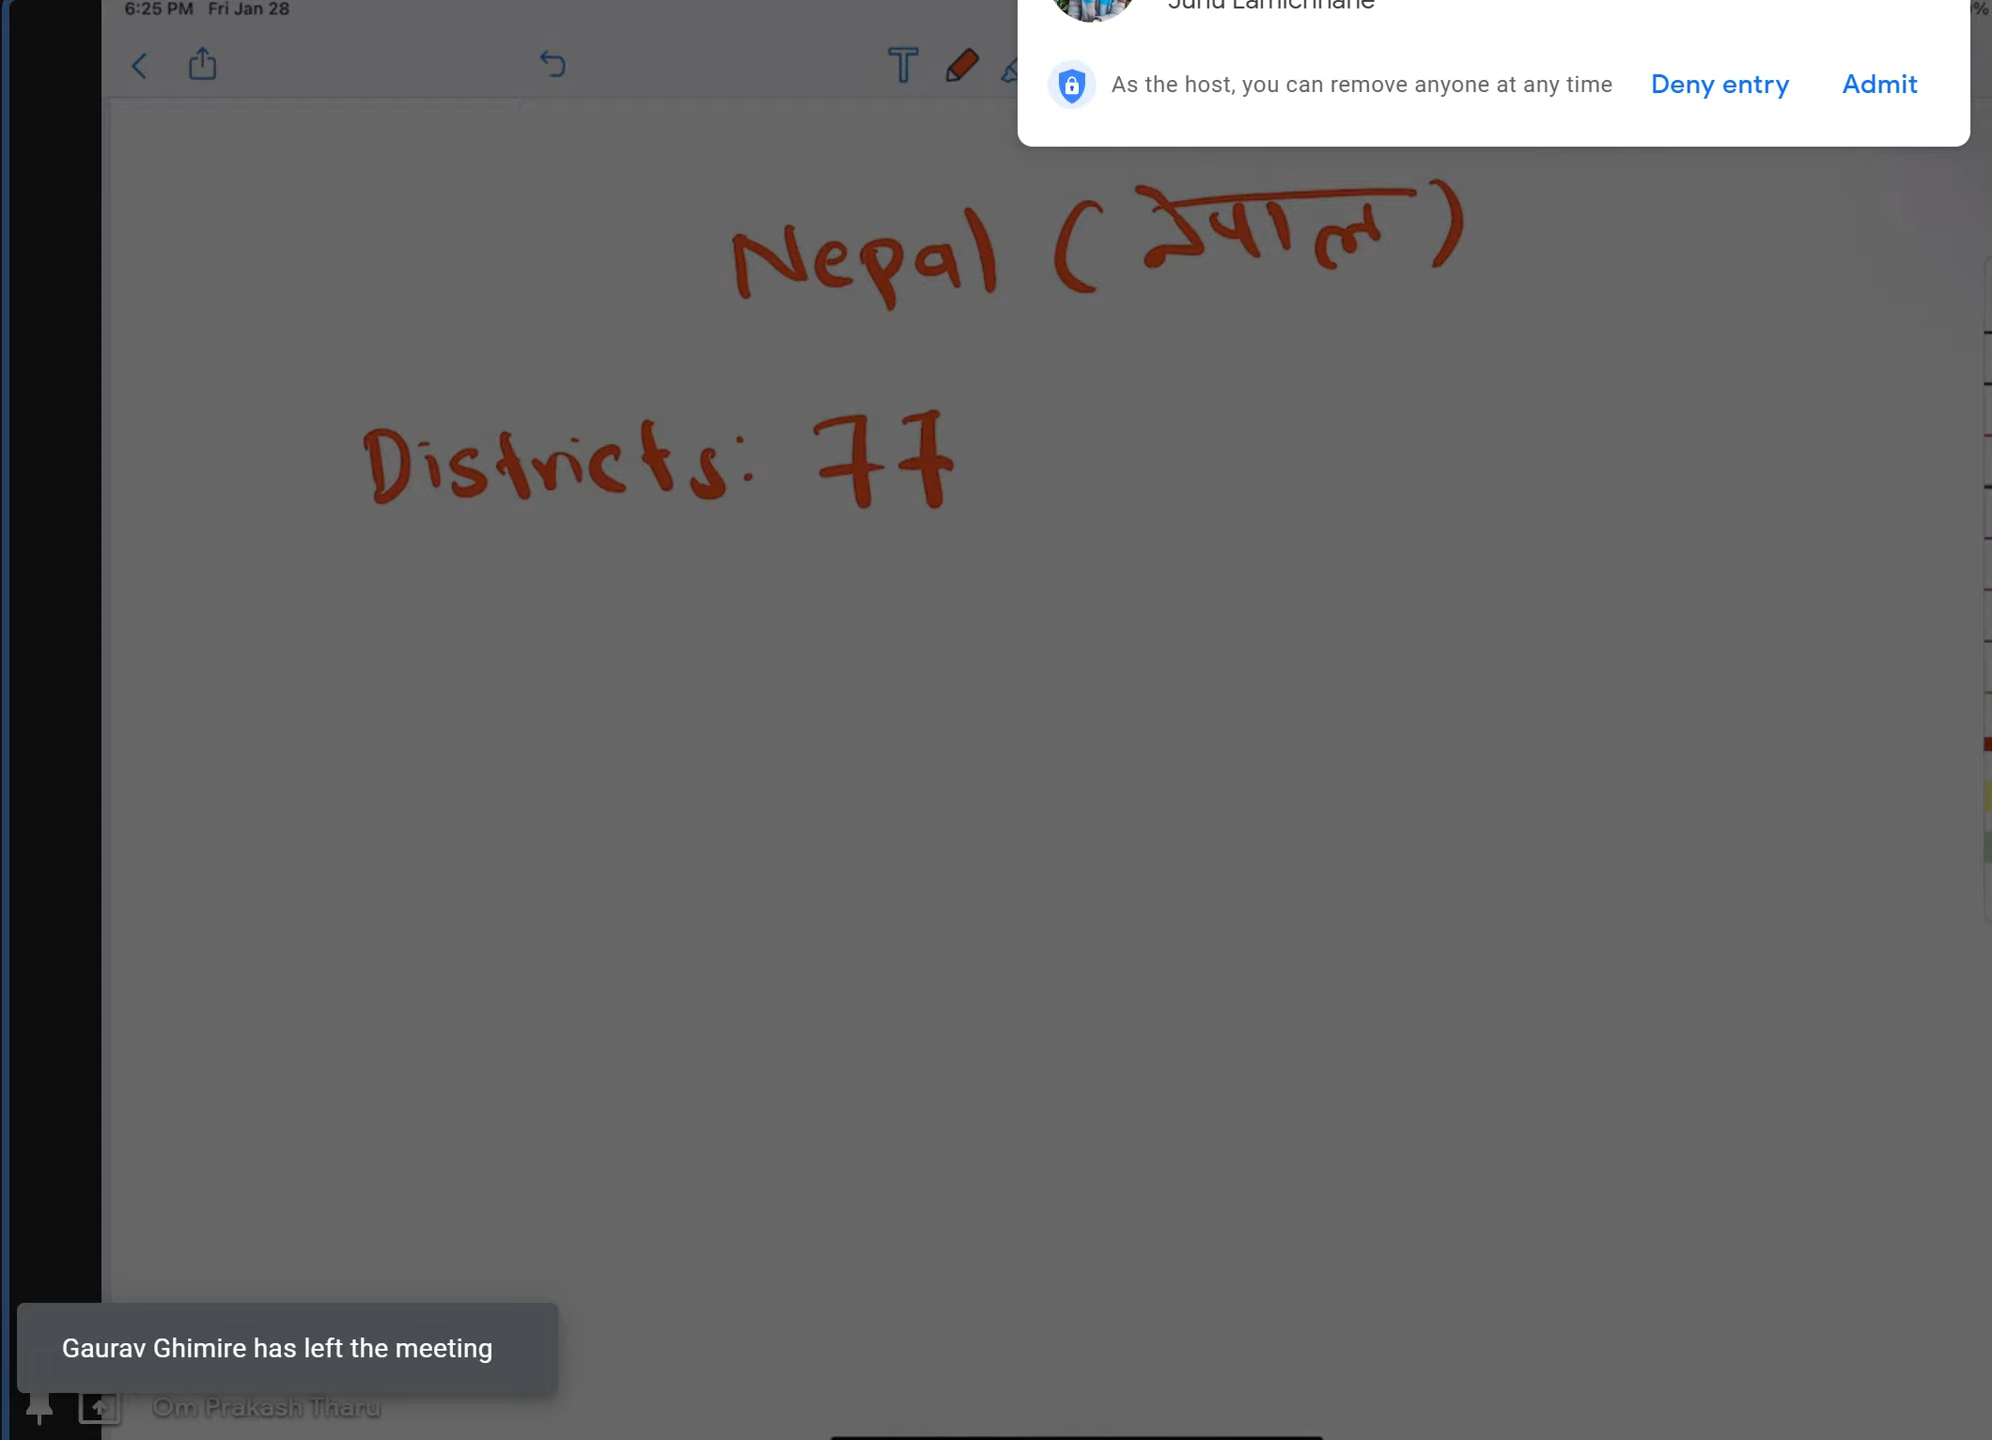 6:25 PM Fri Jan 28
%
As the host, you can remove anyone at any time Deny entry Admit
Nepal (नेपाल)
Districts: 77
Gaurav Ghimire has left the meeting
Om Prakash Tharu